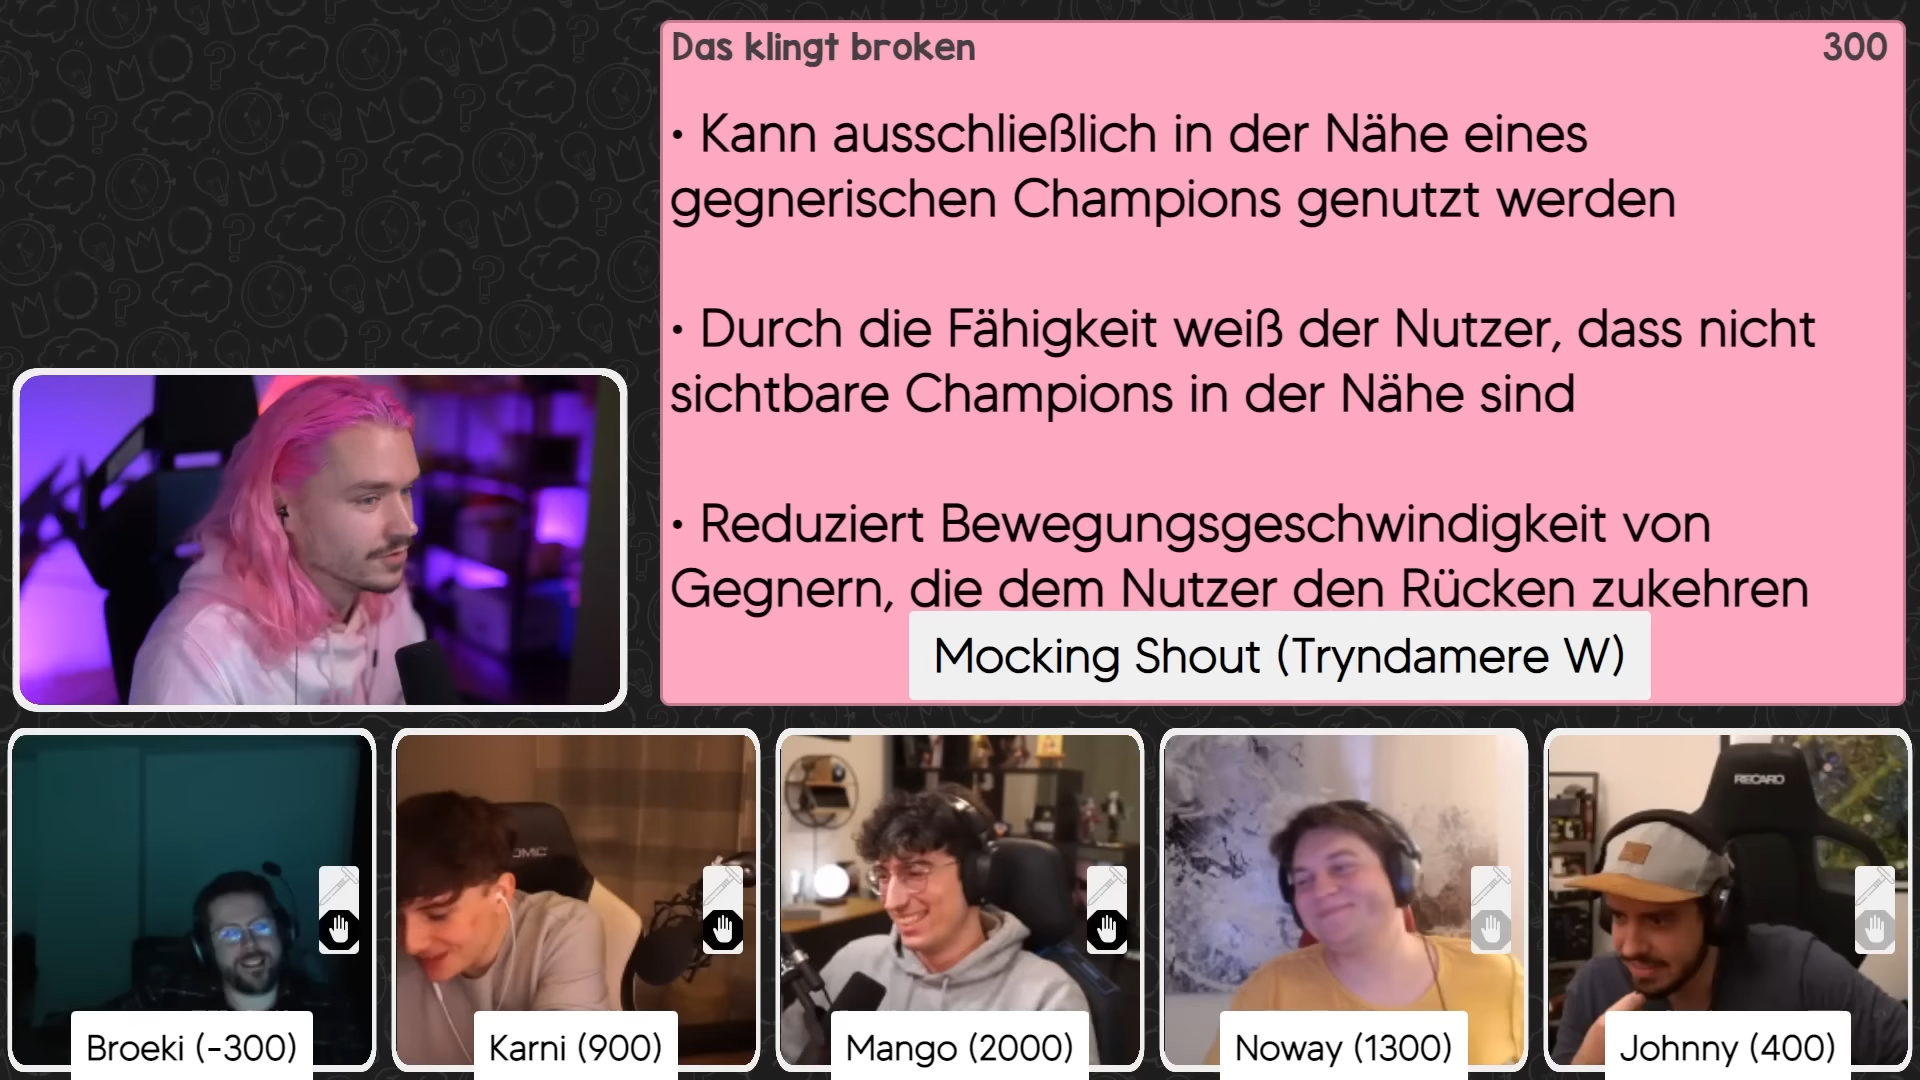 Das klingt broken
300
• Kann ausschließlich in der Nähe eines
gegnerischen Champions genutzt werden
• Durch die Fähigkeit weiß der Nutzer, dass nicht
sichtbare Champions in der Nähe sind
• Reduziert Bewegungsgeschwindigkeit von
Gegnern, die dem Nutzer den Rücken zukehren
Mocking Shout (Tryndamere W)
RECARO
Broeki (-300)
Karni (900)
Mango (2000)
Noway (1300)
Johnny (400)